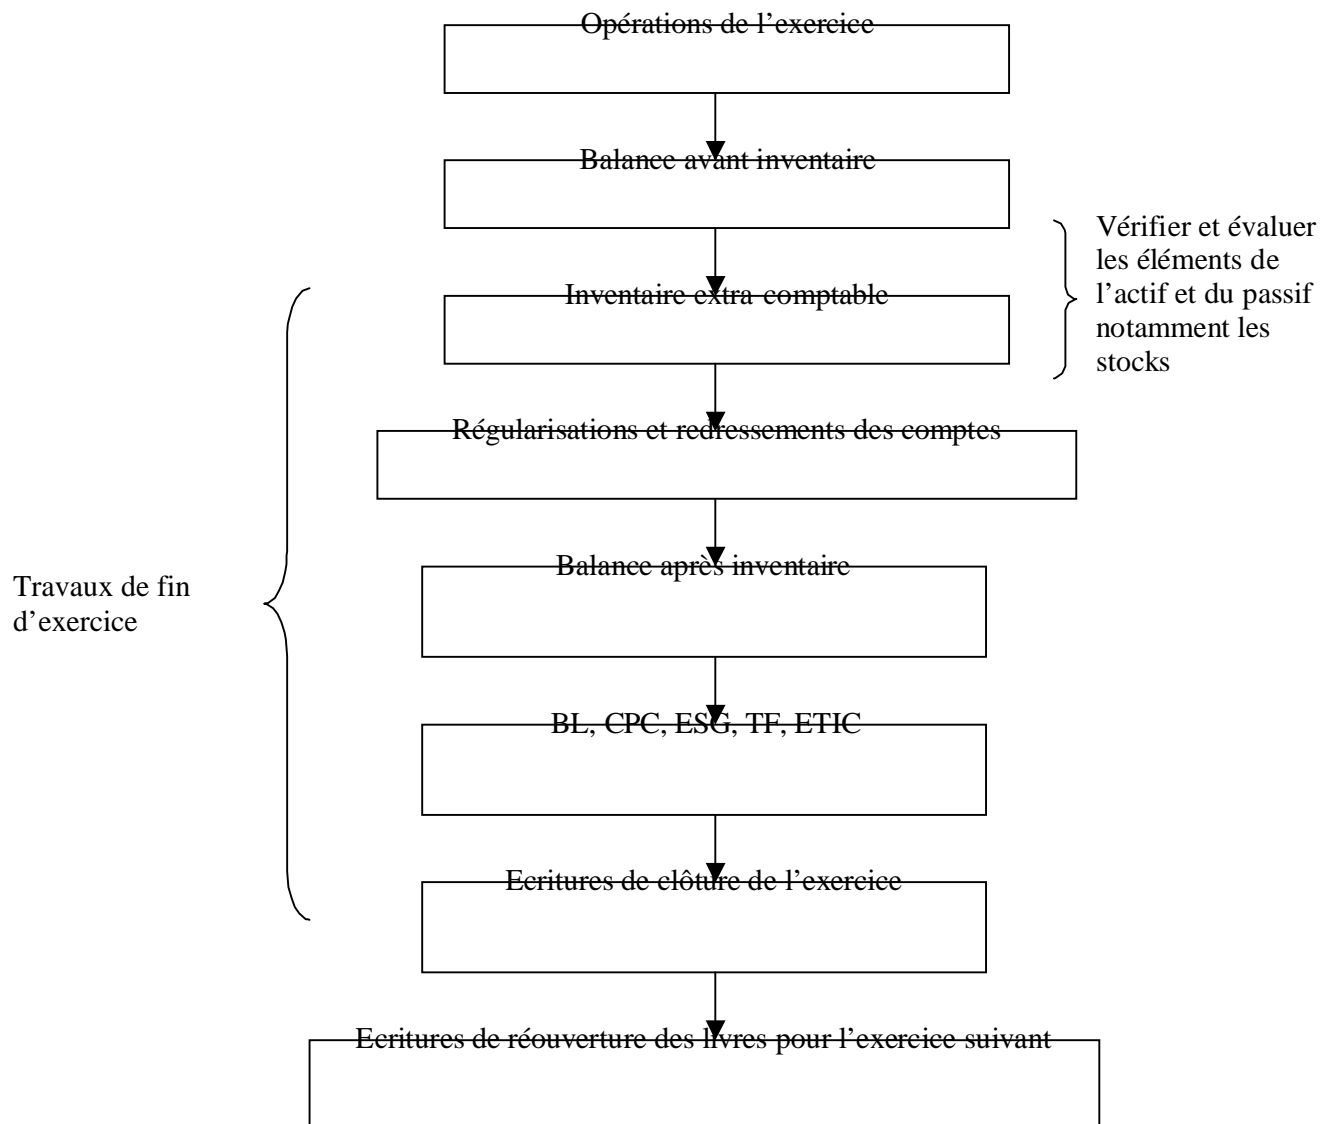 Opérations de l’exercice
Balance avant inventaire
Vérifier et évaluer
les éléments de
l’actif et du passif
notamment les
stocks
Inventaire extra-comptable
Régularisations et redressements des comptes
Travaux de fin
d’exercice
Balance après inventaire
BL, CPC, ESG, TF, ETIC
Ecritures de clôture de l’exercice
Ecritures de réouverture des livres pour l’exercice suivant